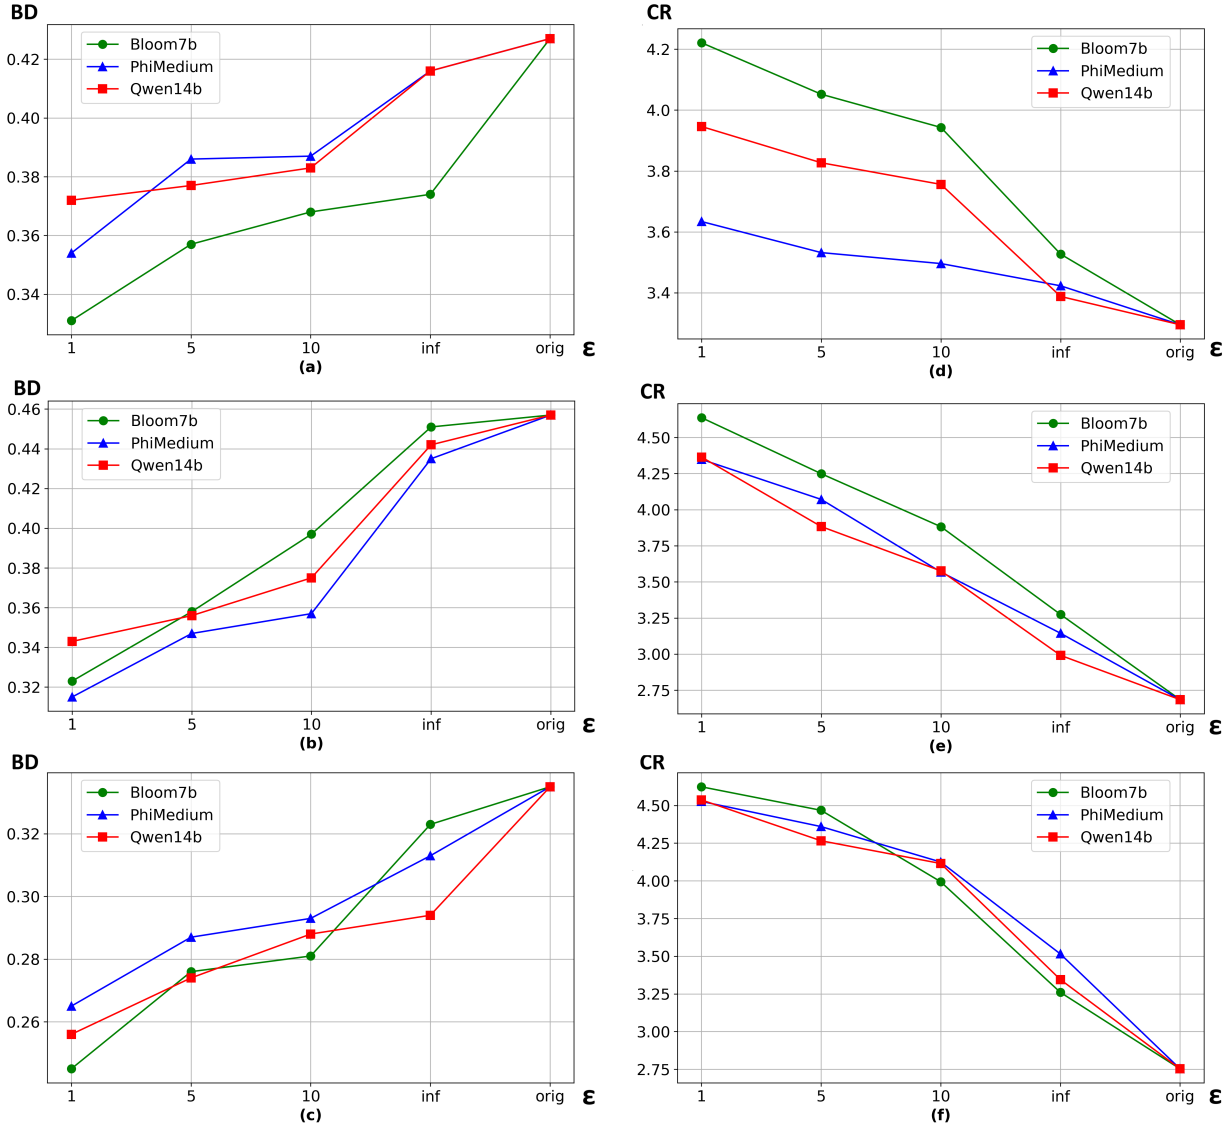 BD
Bloom7b
PhiMedium
Qwen14b
0.42
0.40
0.38
0.36
0.34
1 5 10 inf orig ε
(a)
CR
Bloom7b
PhiMedium
Qwen14b
4.2
4.0
3.8
3.6
3.4
1 5 10 inf orig ε
(d)
BD
Bloom7b
PhiMedium
Qwen14b
0.46
0.44
0.42
0.40
0.38
0.36
0.34
0.32
1 5 10 inf orig ε
(b)
CR
Bloom7b
PhiMedium
Qwen14b
4.50
4.25
4.00
3.75
3.50
3.25
3.00
2.75
1 5 10 inf orig ε
(e)
BD
Bloom7b
PhiMedium
Qwen14b
0.32
0.30
0.28
0.26
1 5 10 inf orig ε
(c)
CR
Bloom7b
PhiMedium
Qwen14b
4.50
4.25
4.00
3.75
3.50
3.25
3.00
2.75
1 5 10 inf orig ε
(f)